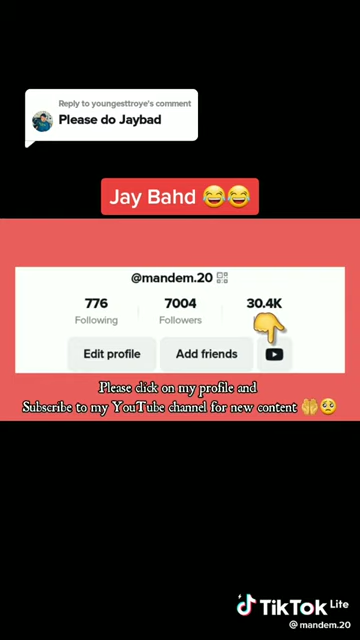 Reply to youngesttroye's comment
Please do Jaybad
Jay Bahd 😂😂
@mandem.20
776 7004 30.4K
Following Followers
Edit profile Add friends
Please click on my profile and
Subscribe to my YouTube channel for new content 🤲🥺
TikTok Lite
@ mandem.20